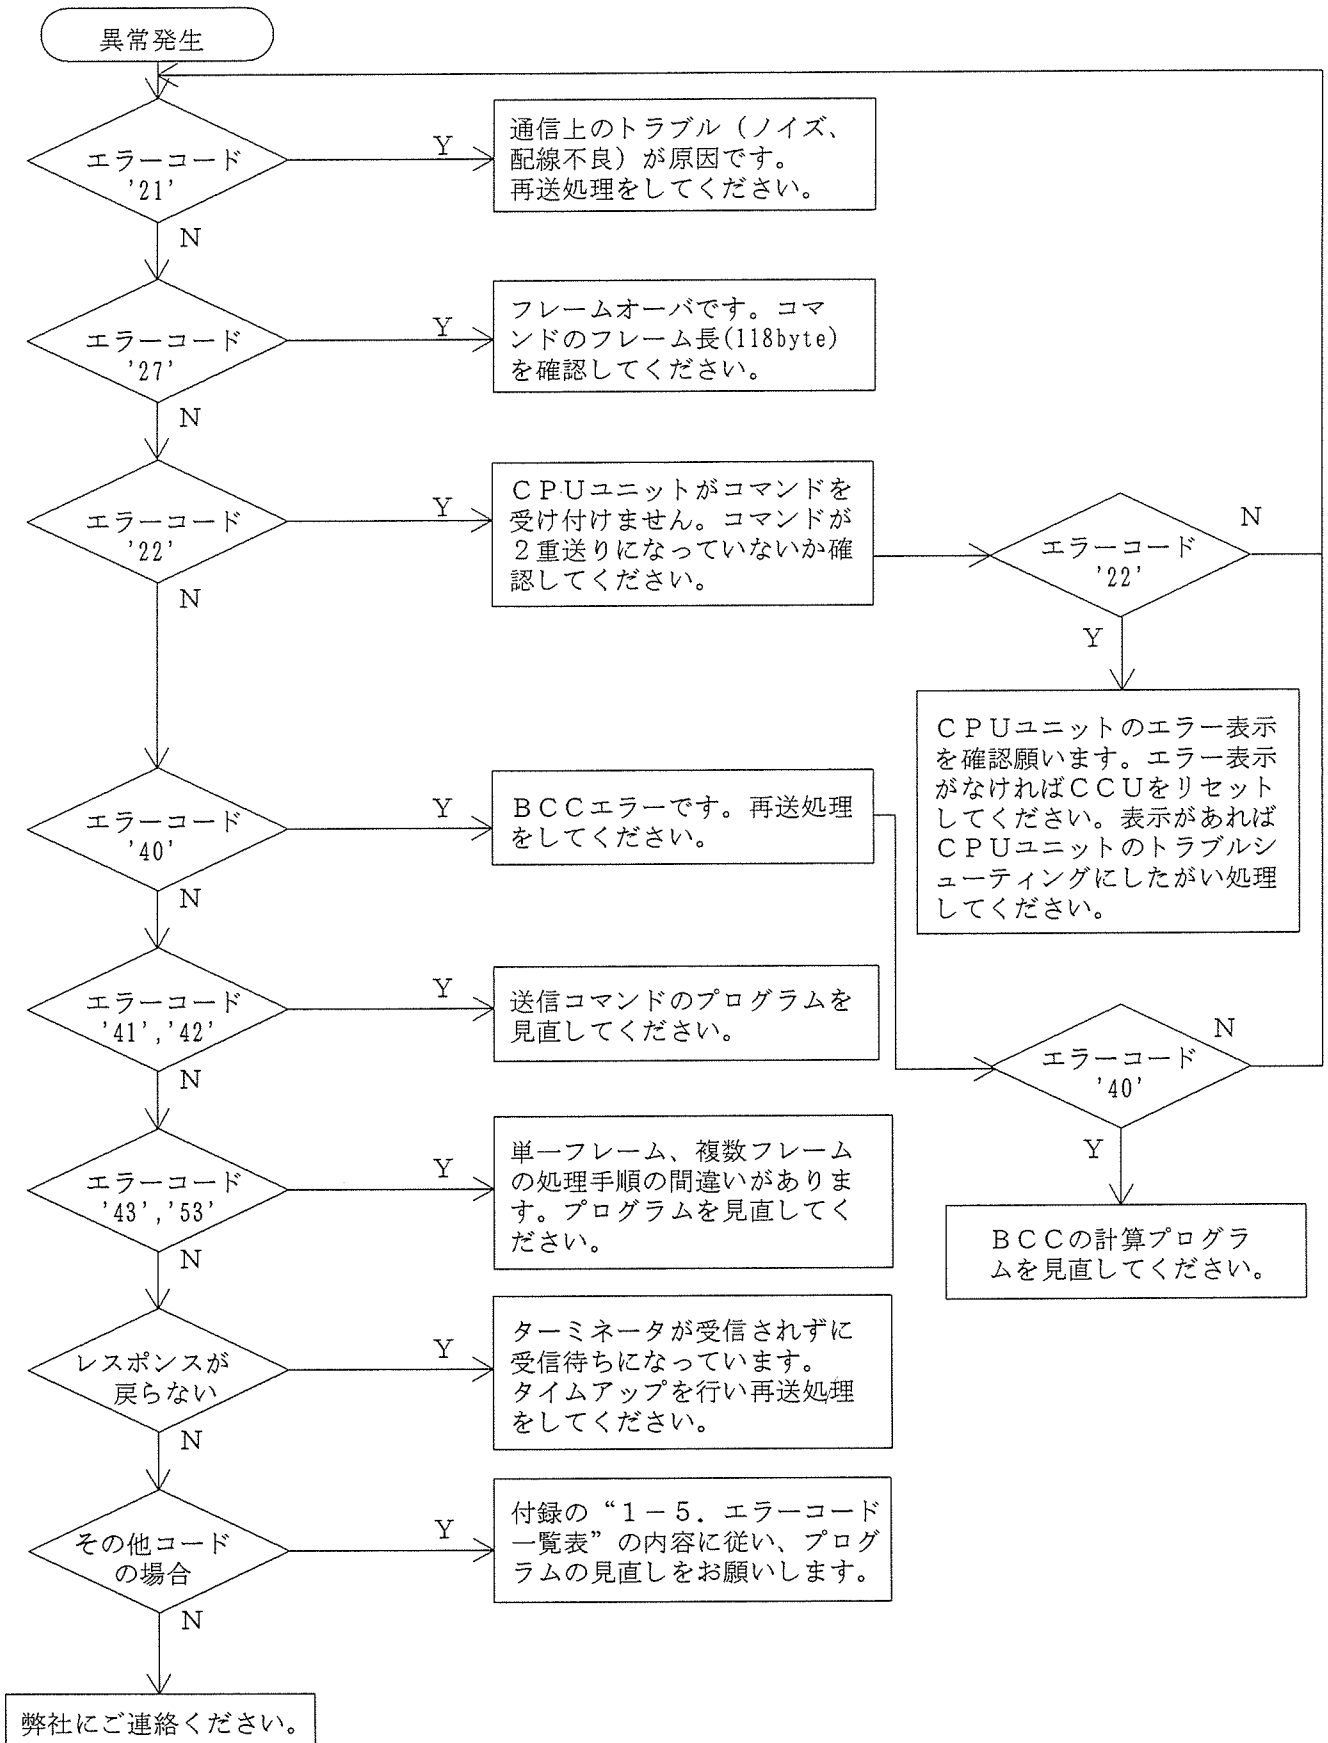 異常発生
エラーコード
'21'
Y
N
通信上のトラブル（ノイズ、
配線不良）が原因です。
再送処理をしてください。
エラーコード
'27'
Y
N
フレームオーバです。コマ
ンドのフレーム長(118byte)
を確認してください。
エラーコード
'22'
Y
N
ＣＰＵユニットがコマンドを
受け付けません。コマンドが
２重送りになっていないか確
認してください。
エラーコード
'22'
N
Y
ＣＰＵユニットのエラー表示
を確認願います。エラー表示
がなければＣＣＵをリセット
してください。表示があれば
ＣＰＵユニットのトラブルシ
ューティングにしたがい処理
してください。
エラーコード
'40'
Y
N
ＢＣＣエラーです。再送処理
をしてください。
エラーコード
'40'
N
Y
ＢＣＣの計算プログラ
ムを見直してください。
エラーコード
'41','42'
Y
N
送信コマンドのプログラムを
見直してください。
エラーコード
'43','53'
Y
N
単一フレーム、複数フレーム
の処理手順の間違いがありま
す。プログラムを見直してく
ださい。
レスポンスが
戻らない
Y
N
ターミネータが受信されずに
受信待ちになっています。
タイムアップを行い再送処理
をしてください。
その他コード
の場合
Y
N
付録の“１－５．エラーコード
一覧表”の内容に従い、プログ
ラムの見直しをお願いします。
弊社にご連絡ください。